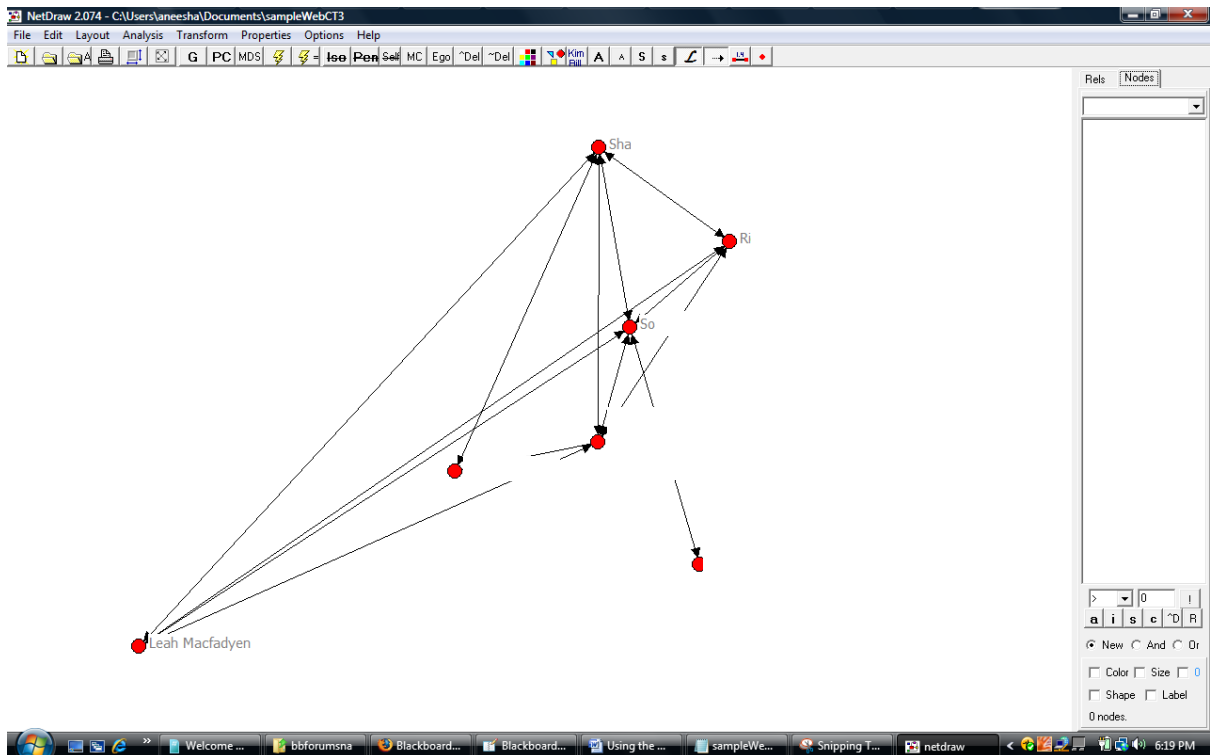 NetDraw 2.074 - C:\Users\aneesha\Documents\sampleWebCT3
File Edit Layout Analysis Transform Properties Options Help
A G PC MDS = Iso Pen Self MC Ego ^Del ~Del Kim Bill A A S s L LS
Rels Nodes
Sha
Ri
So
Leah Macfadyen
> 0 !
a i s c ^D R
New And Or
Color Size 0
Shape Label
0 nodes.
» Welcome ... bbforumsna Blackboard... Blackboard... Using the ... sampleWe... Snipping T... netdraw < 6:19 PM